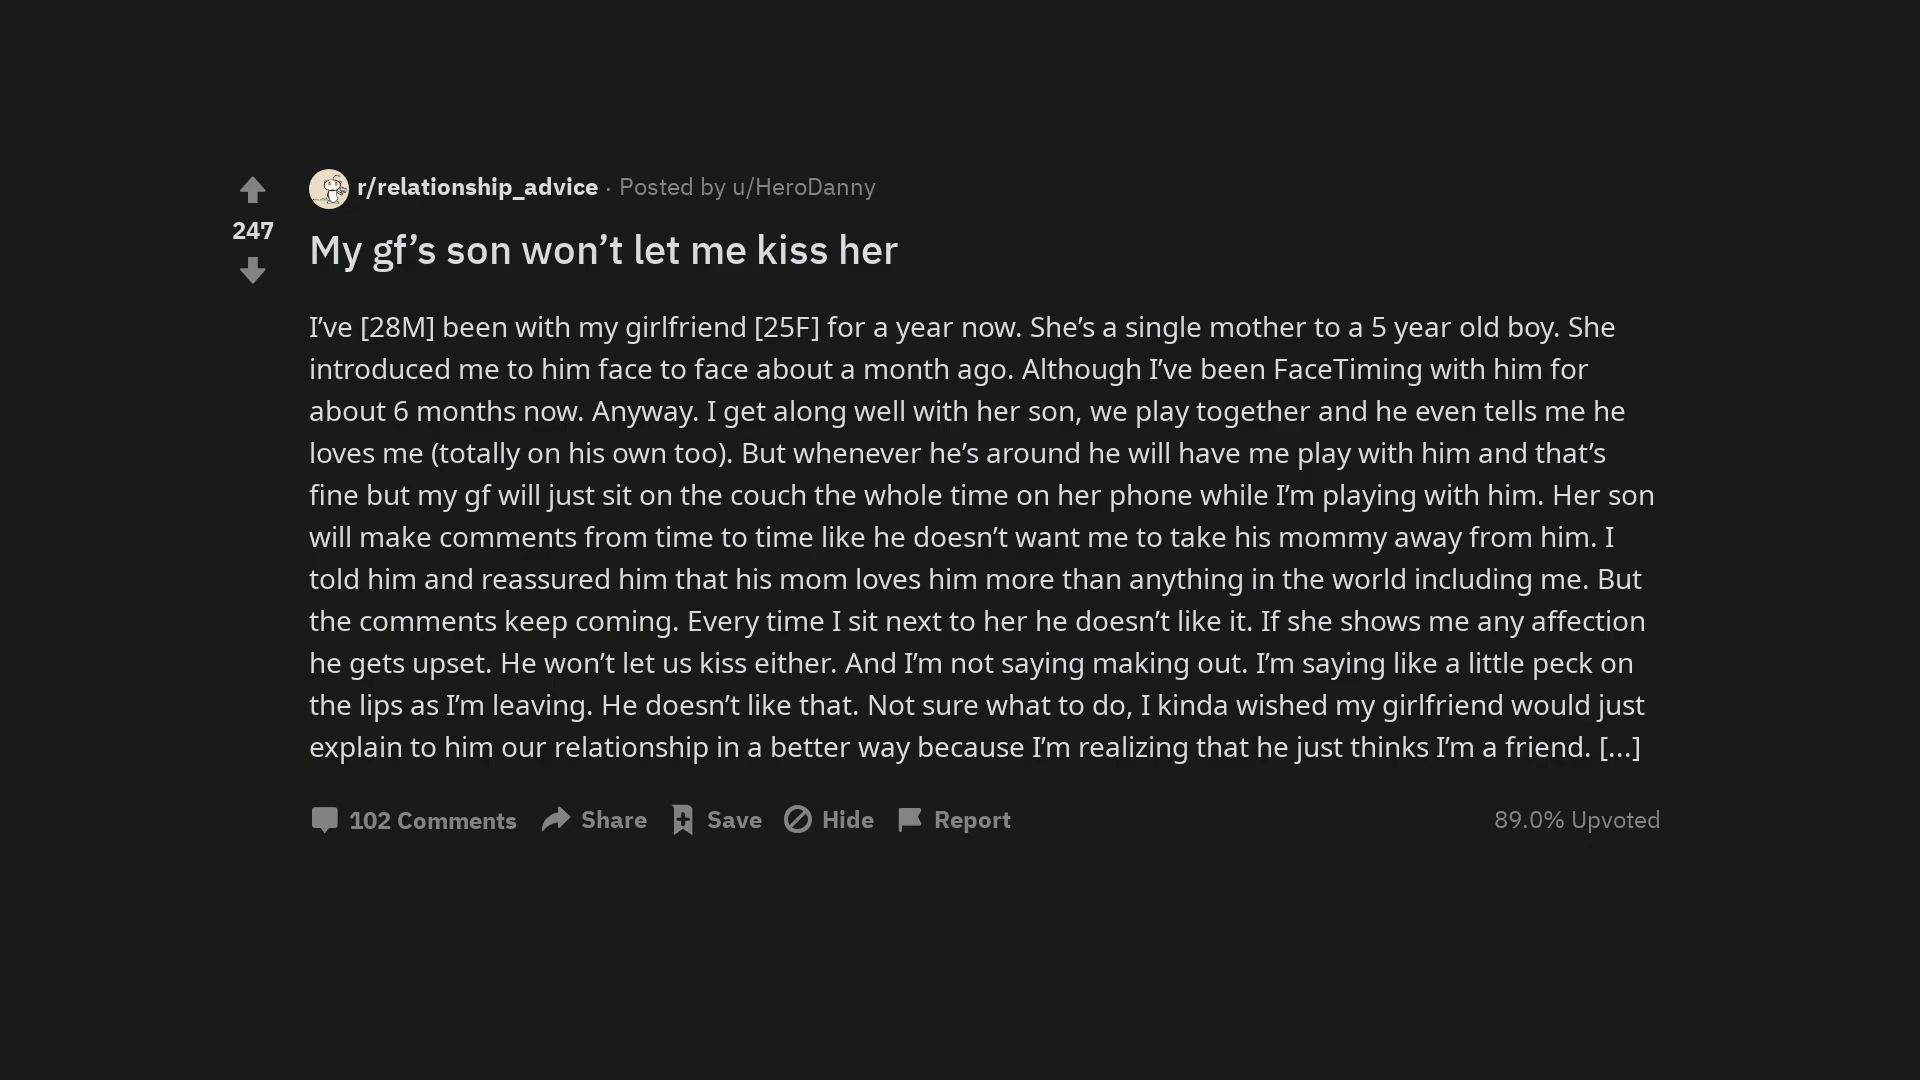 r/relationship_advice · Posted by u/HeroDanny
247
My gf’s son won’t let me kiss her
I’ve [28M] been with my girlfriend [25F] for a year now. She’s a single mother to a 5 year old boy. She
introduced me to him face to face about a month ago. Although I’ve been FaceTiming with him for
about 6 months now. Anyway. I get along well with her son, we play together and he even tells me he
loves me (totally on his own too). But whenever he’s around he will have me play with him and that’s
fine but my gf will just sit on the couch the whole time on her phone while I’m playing with him. Her son
will make comments from time to time like he doesn’t want me to take his mommy away from him. I
told him and reassured him that his mom loves him more than anything in the world including me. But
the comments keep coming. Every time I sit next to her he doesn’t like it. If she shows me any affection
he gets upset. He won’t let us kiss either. And I’m not saying making out. I’m saying like a little peck on
the lips as I’m leaving. He doesn’t like that. Not sure what to do, I kinda wished my girlfriend would just
explain to him our relationship in a better way because I’m realizing that he just thinks I’m a friend. [...]
102 Comments Share Save Hide Report 89.0% Upvoted